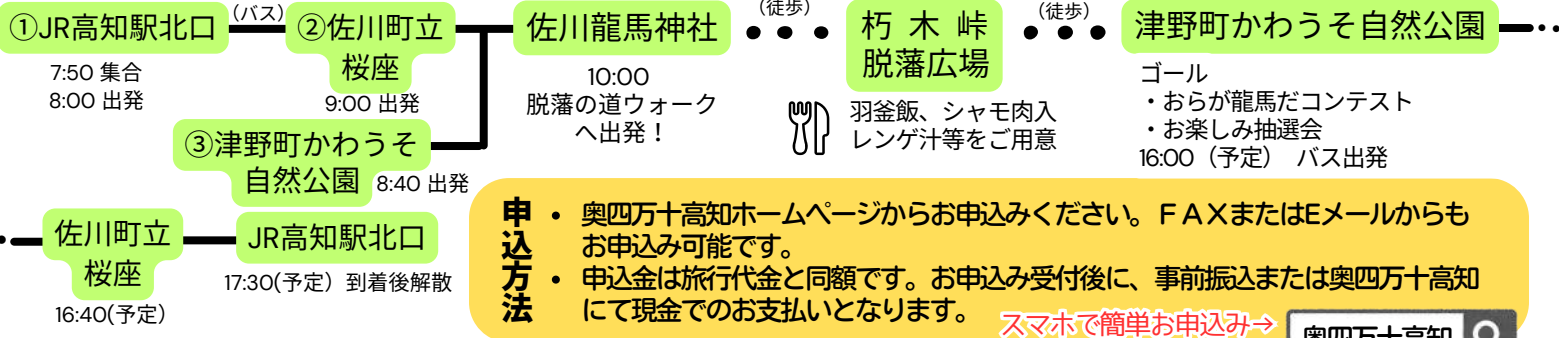 ①JR高知駅北口
(バス)
②佐川町立
桜座
佐川龍馬神社
(徒歩)
朽木峠
脱藩広場
(徒歩)
津野町かわうそ自然公園
7:50 集合
8:00 出発
9:00 出発
10:00
脱藩の道ウォーク
へ出発！
羽釜飯、シャモ肉入
レンゲ汁等をご用意
ゴール
・おらが龍馬だコンテスト
・お楽しみ抽選会
16:00（予定） バス出発
③津野町かわうそ
自然公園
8:40 出発
佐川町立
桜座
16:40(予定）
JR高知駅北口
17:30(予定）到着後解散
申込方法
・ 奥四万十高知ホームページからお申込みください。ＦＡＸまたはEメールからも
お申込み可能です。
・ 申込金は旅行代金と同額です。お申込み受付後に、事前振込または奥四万十高知
にて現金でのお支払いとなります。
スマホで簡単お申込み→
奥四万十高知